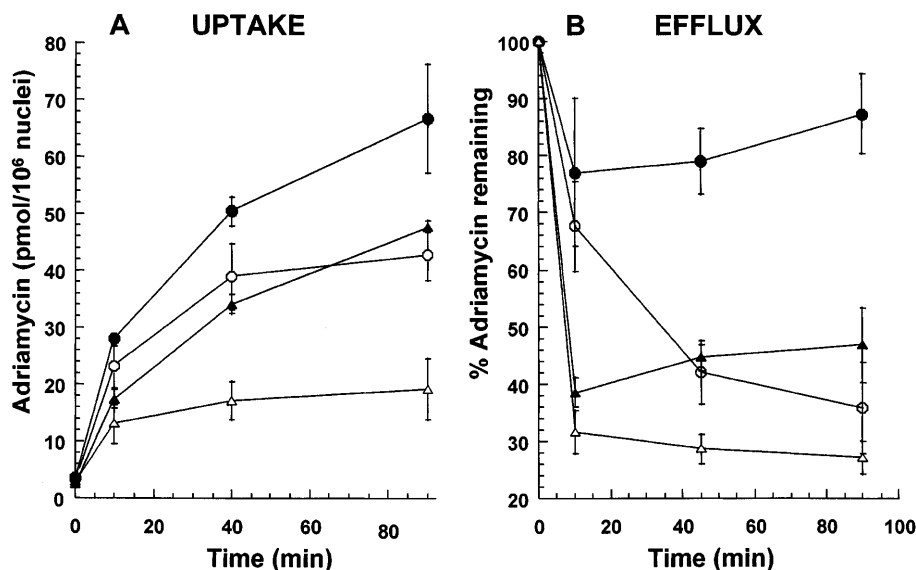 A UPTAKE
80
70
60
50
40
30
20
10
0
Adriamycin (pmol/10⁶ nuclei)
0 20 40 60 80
Time (min)
B EFFLUX
100
90
80
70
60
50
40
30
20
% Adriamycin remaining
0 20 40 60 80 100
Time (min)